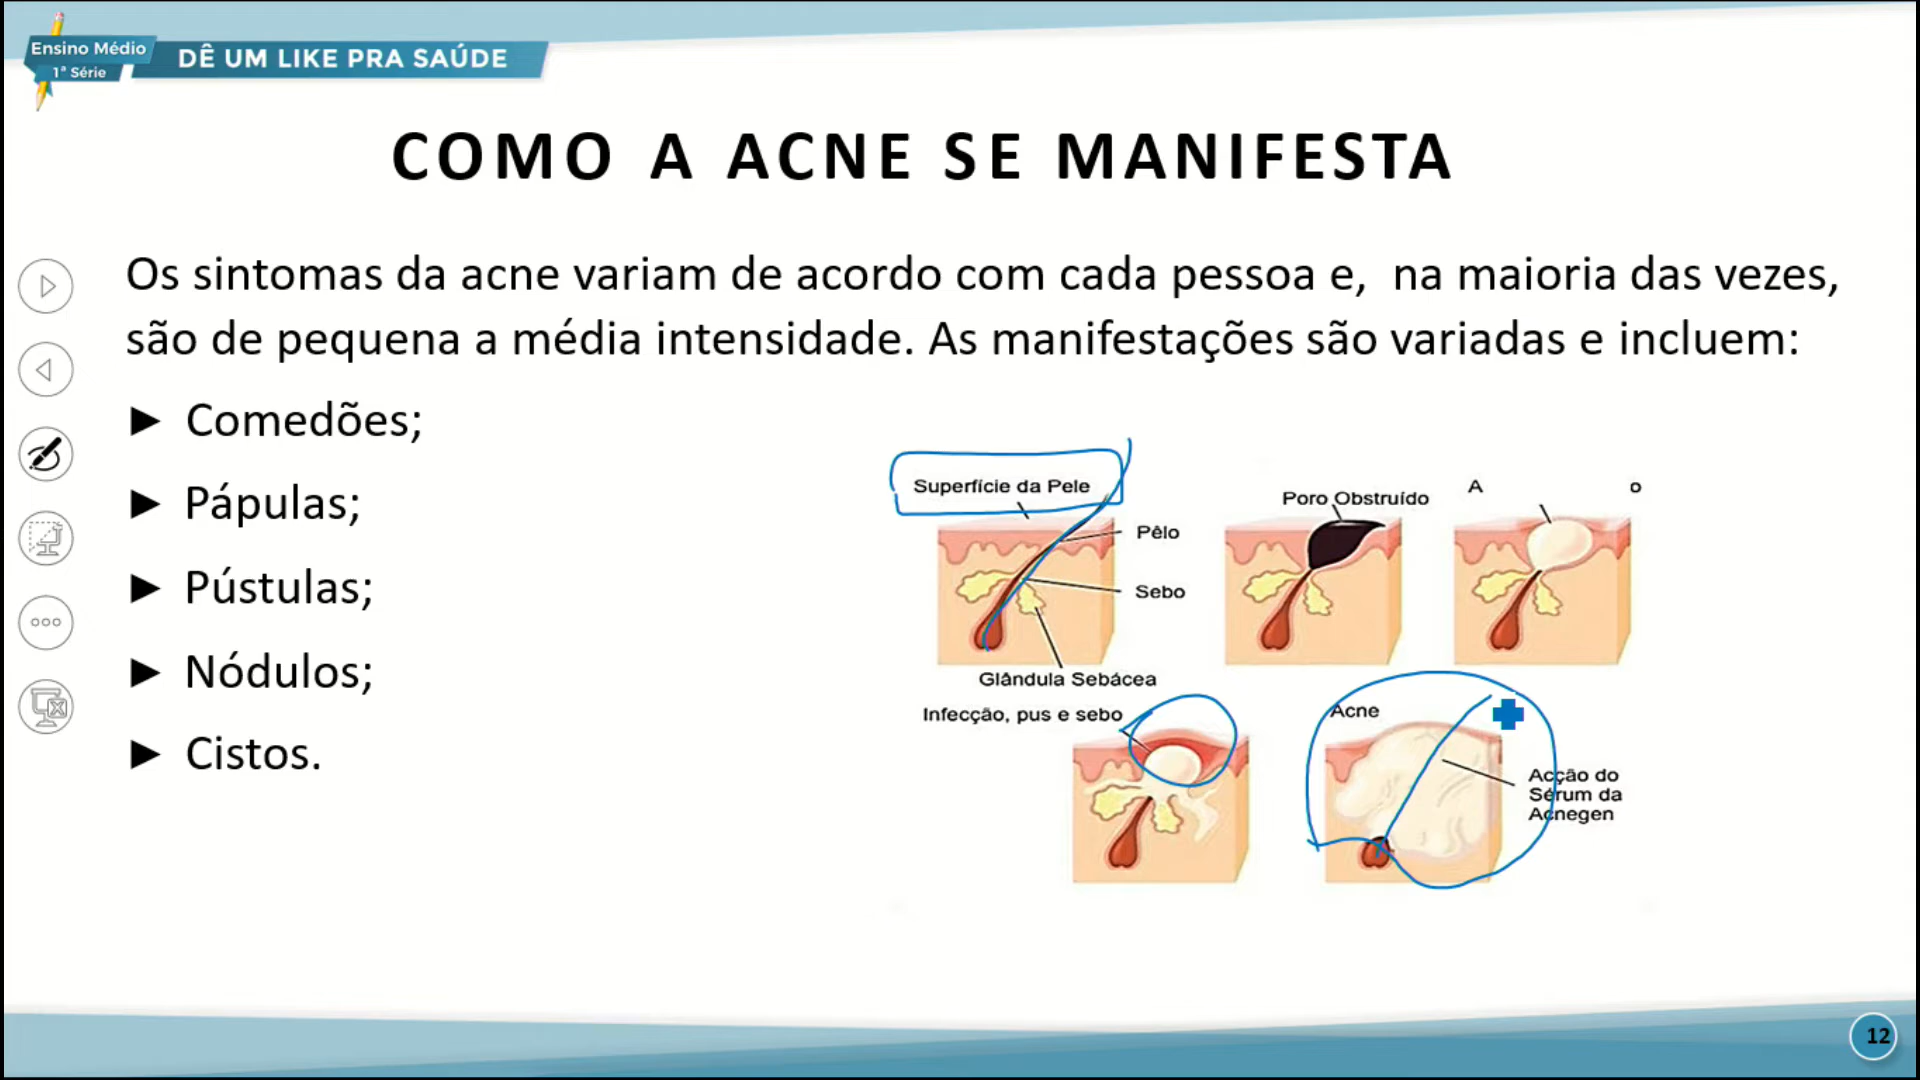 Ensino Médio
1ª Série
DÊ UM LIKE PRA SAÚDE
COMO A ACNE SE MANIFESTA
Os sintomas da acne variam de acordo com cada pessoa e, na maioria das vezes,
são de pequena a média intensidade. As manifestações são variadas e incluem:
► Comedões;
► Pápulas;
► Pústulas;
► Nódulos;
► Cistos.
Superfície da Pele
Pêlo
Sebo
Glândula Sebácea
Poro Obstruído
A o
Infecção, pus e sebo
Acne
Acção do
Sérum da
Acnegen
12